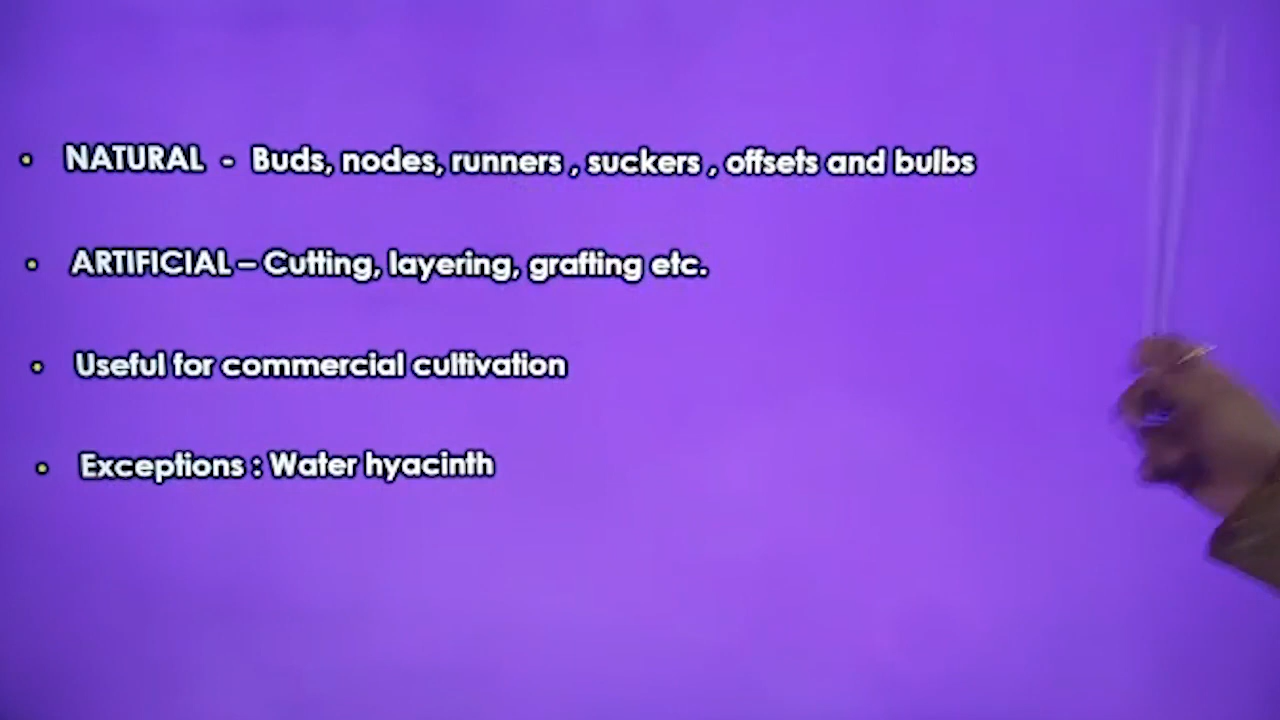 • NATURAL - Buds, nodes, runners , suckers , offsets and bulbs
• ARTIFICIAL – Cutting, layering, grafting etc.
• Useful for commercial cultivation
• Exceptions : Water hyacinth